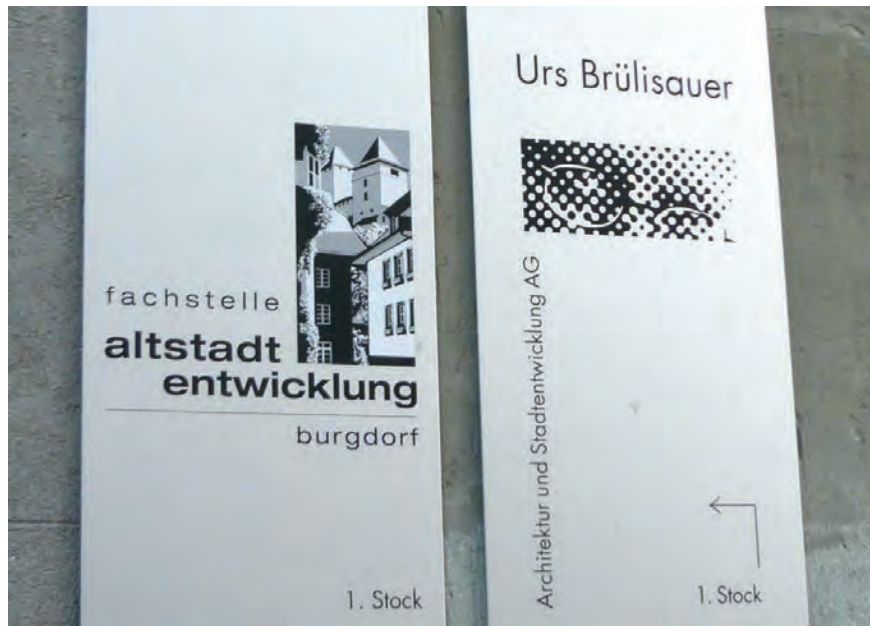 fachstelle
altstadt
entwicklung
burgdorf
1. Stock
Urs Brülisauer
Architektur und Stadtentwicklung AG
1. Stock